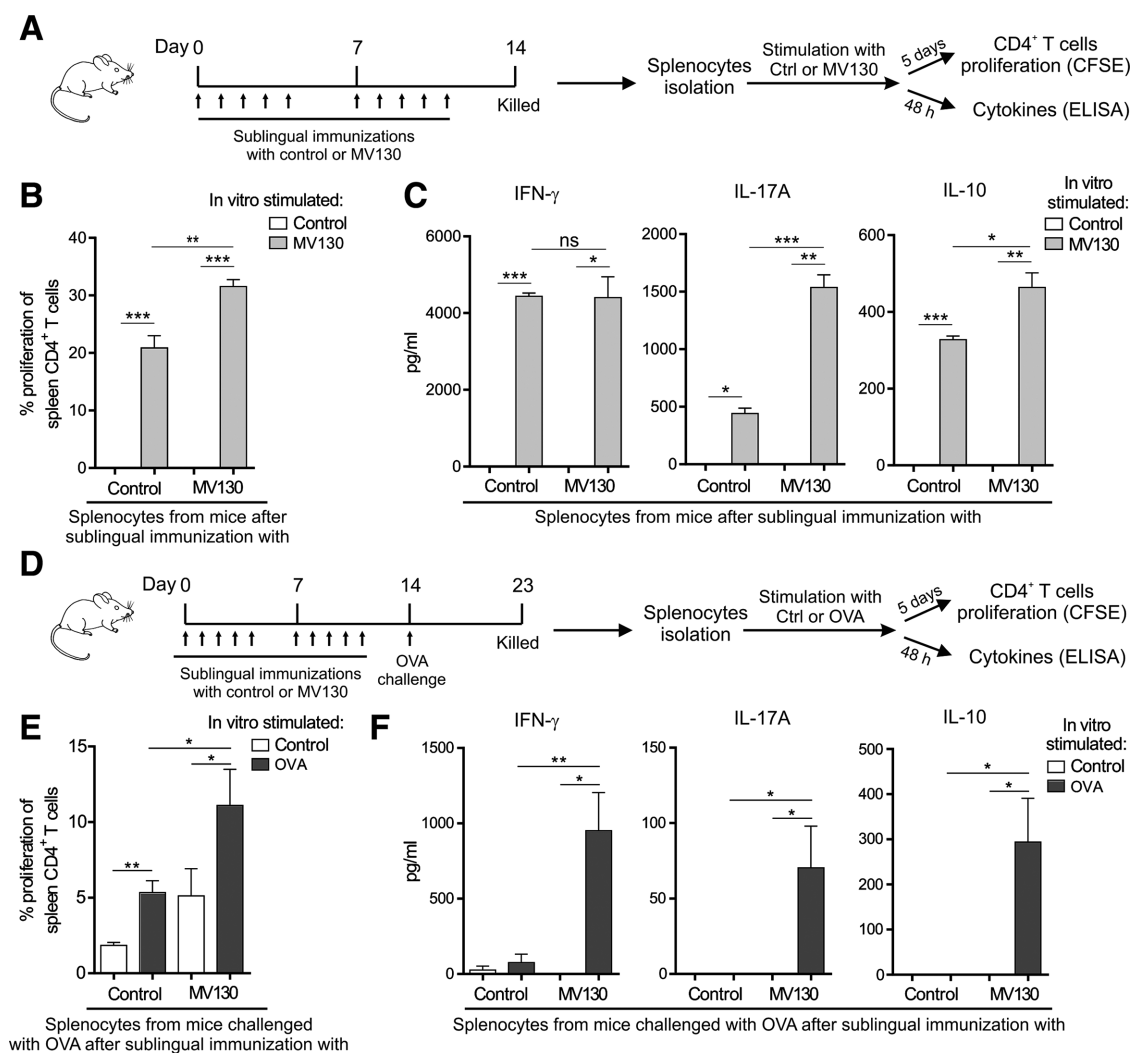 A
Day 0 7 14
Killed
Sublingual immunizations
with control or MV130
Splenocytes
isolation
Stimulation with
Ctrl or MV130
5 days
48 h
CD4⁺ T cells
proliferation (CFSE)
Cytokines (ELISA)
B
In vitro stimulated:
Control
MV130
% proliferation of
spleen CD4⁺ T cells
40
30
20
10
0
**
***
***
Control MV130
Splenocytes from mice after
sublingual immunization with
C
In vitro
stimulated:
Control
MV130
IFN-γ
pg/ml
6000
4000
2000
0
ns
***
*
Control MV130
IL-17A
2000
1500
1000
500
0
***
**
*
Control MV130
IL-10
600
400
200
0
*
**
***
Control MV130
Splenocytes from mice after sublingual immunization with
D
Day 0 7 14 23
Killed
Sublingual immunizations
with control or MV130
OVA
challenge
Splenocytes
isolation
Stimulation with
Ctrl or OVA
5 days
48 h
CD4⁺ T cells
proliferation (CFSE)
Cytokines (ELISA)
E
In vitro stimulated:
Control
OVA
% proliferation of
spleen CD4⁺ T cells
15
10
5
0
*
*
**
Control MV130
Splenocytes from mice challenged
with OVA after sublingual immunization with
F
In vitro
stimulated:
Control
OVA
IFN-γ
pg/ml
1500
1000
500
0
**
*
Control MV130
IL-17A
150
100
50
0
*
*
Control MV130
IL-10
500
400
300
200
100
0
*
*
Control MV130
Splenocytes from mice challenged with OVA after sublingual immunization with